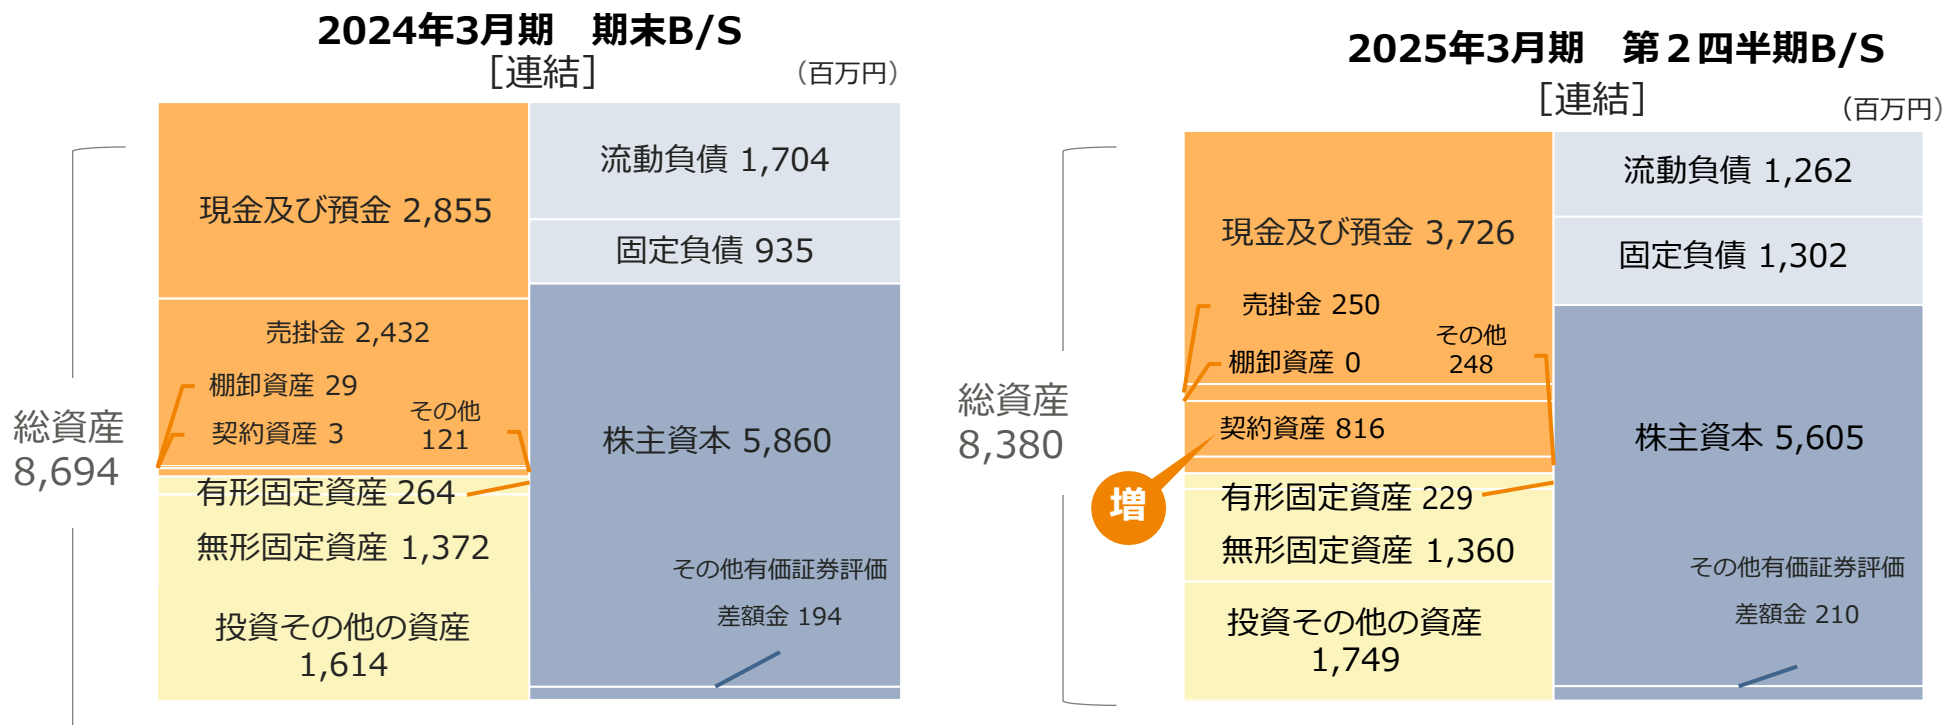 2024年3月期　期末B/S
［連結］
（百万円）
総資産
8,694
現金及び預金 2,855
売掛金 2,432
棚卸資産 29
契約資産 3
その他
121
有形固定資産 264
無形固定資産 1,372
投資その他の資産
1,614
流動負債 1,704
固定負債 935
株主資本 5,860
その他有価証券評価
差額金 194
2025年3月期　第２四半期B/S
［連結］
（百万円）
総資産
8,380
現金及び預金 3,726
売掛金 250
棚卸資産 0
その他
248
契約資産 816
増
有形固定資産 229
無形固定資産 1,360
投資その他の資産
1,749
流動負債 1,262
固定負債 1,302
株主資本 5,605
その他有価証券評価
差額金 210